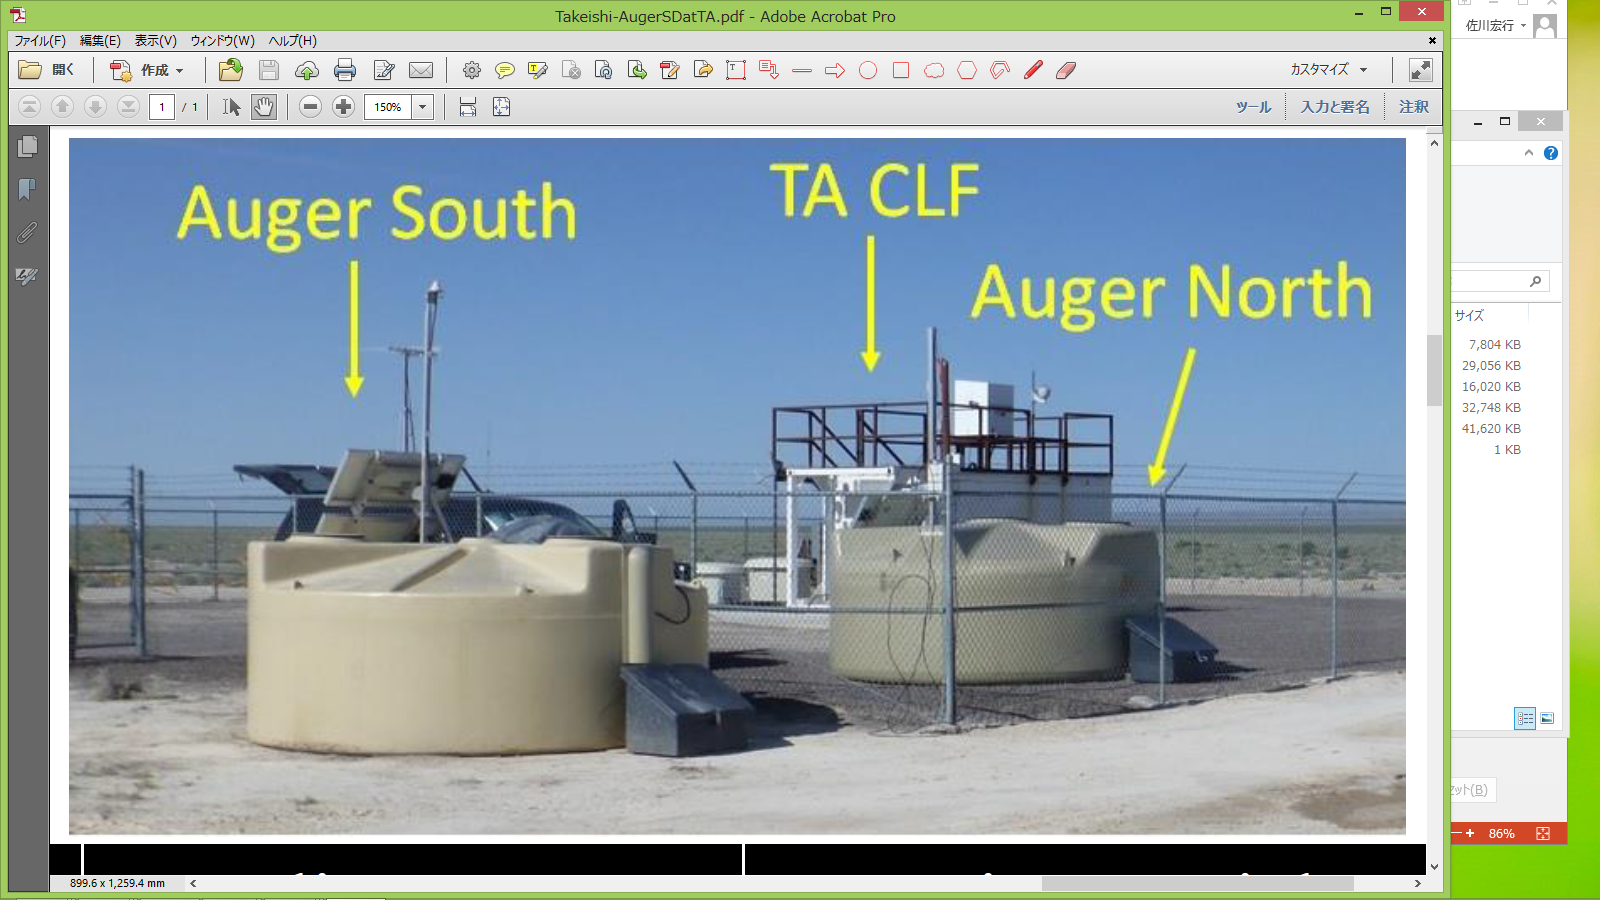 Takeishi-AugerSDatTA.pdf - Adobe Acrobat Pro
佐川宏行
ファイル(F) 編集(E) 表示(V) ウィンドウ(W) ヘルプ(H)
開く 作成 カスタマイズ
1 / 1 150% ツール 入力と署名 注釈
Auger South
TA CLF
Auger North
サイズ
7,804 KB
29,056 KB
16,020 KB
32,748 KB
41,620 KB
1 KB
(B)
86%
899.6 x 1,259.4 mm